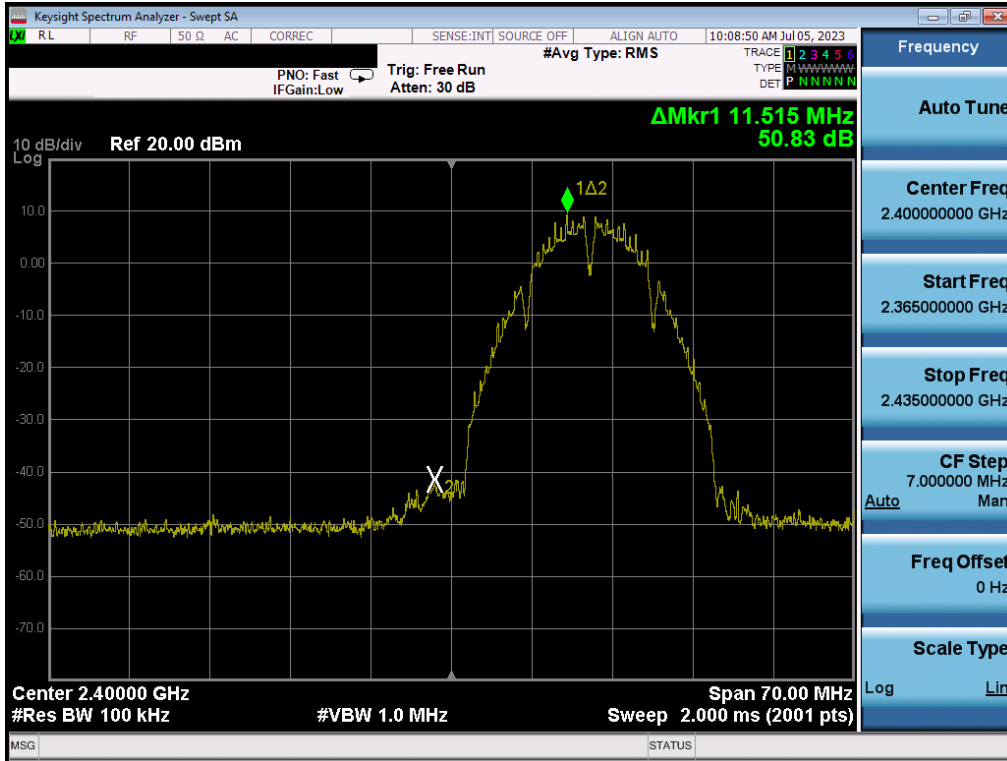 Keysight Spectrum Analyzer - Swept SA
LXI RL RF 50 Ω AC CORREC SENSE:INT SOURCE OFF ALIGN AUTO 10:08:50 AM Jul 05, 2023
#Avg Type: RMS
TRACE 1 2 3 4 5 6
TYPE M WWWWW
DET P N N N N N
PNO: Fast
IFGain:Low
Trig: Free Run
Atten: 30 dB
ΔMkr1 11.515 MHz
50.83 dB
10 dB/div Ref 20.00 dBm
Log
1Δ2
10.0
0.00
-10.0
-20.0
-30.0
-40.0
X2
-50.0
-60.0
-70.0
Center 2.40000 GHz Span 70.00 MHz
#Res BW 100 kHz #VBW 1.0 MHz Sweep 2.000 ms (2001 pts)
MSG STATUS
Frequency
Auto Tune
Center Freq
2.400000000 GHz
Start Freq
2.365000000 GHz
Stop Freq
2.435000000 GHz
CF Step
7.000000 MHz
Auto Man
Freq Offset
0 Hz
Scale Type
Log Lin